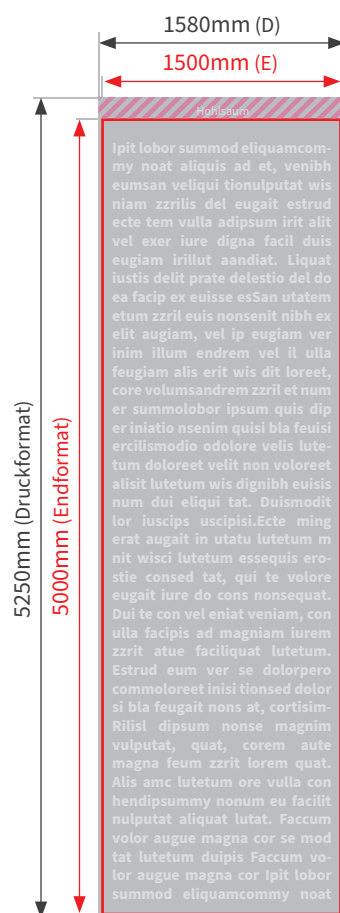 1580mm (D)
1500mm (E)
Hohlsaum
5250mm (Druckformat)
5000mm (Endformat)
Ipit lobor summod eliquamcom-
my noat aliquis ad et, venibh
eumsan veliqui tionulputat wis
niam zzrilis del eugait estrud
ecte tem vulla adipsum irit alit
vel exer iure digna facil duis
eugiam irillut aandiat. Liquat
iustis delit prate delestio del do
ea facip ex euisse esSan utatem
etum zzril euis nonsenit nibh ex
elit augiam, vel ip eugiam ver
inim illum endrem vel il ulla
feugiam alis erit wis dit loreet,
core volumsandrem zzril et num
er summolobor ipsum quis dip
er iniatio nsenim quisi bla feuisi
ercilismodio odolore velis lute-
tum doloreet velit non voloreet
alisit lutetum wis dignibh euisis
num dui eliqui tat. Duismodit
lor iuscips uscipisi.Ecte ming
erat augait in utatu lutetum m
nit wisci lutetum essequis ero-
stie consed tat, qui te volore
eugait iure do cons nonsequat.
Dui te con vel eniat veniam, con
ulla facipis ad magniam iurem
zzrit atue faciliquat lutetum.
Estrud eum ver se dolorpero
commoloreet inisi tionsed dolor
si bla feugait nons at, cortisim-
Rilisl dipsum nonse magnim
vulputat, quat, corem aute
magna feum zzrit lorem quat.
Alis amc lutetum ore vulla con
hendipsummy nonum eu facilit
nulputat aliquat lutat. Faccum
volor augue magna cor se mod
tat lutetum duipis Faccum vo-
lor augue magna cor Ipit lobor
summod eliquamcommy noat